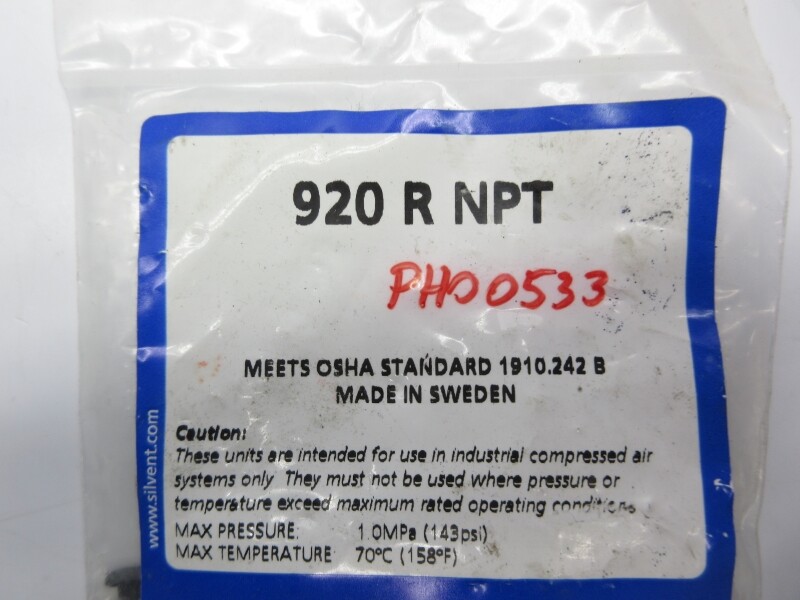 920 R NPT
PH00533
MEETS OSHA STANDARD 1910.242 B
MADE IN SWEDEN
Caution:
These units are intended for use in industrial compressed air
systems only They must not be used where pressure or
temperature exceed maximum rated operating conditions
MAX PRESSURE: 1.0MPa (143psi)
MAX TEMPERATURE 70ºC (158ºF)
www.silvent.com